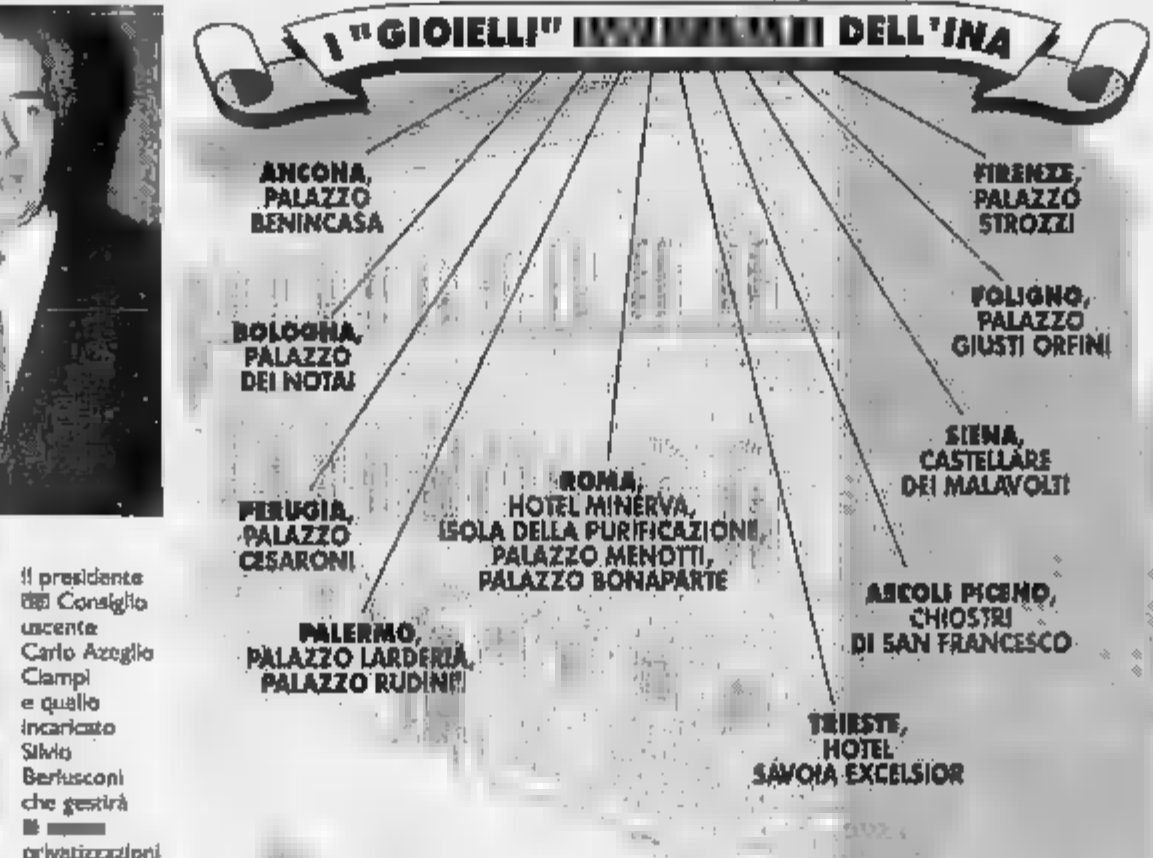 I "GIOIELLI" DELL'INA
ANCONA,
PALAZZO
BENINCASA
FIRENZE,
PALAZZO
STROZZI
BOLOGNA,
PALAZZO
DEI NOTAI
FOLIGNO,
PALAZZO
GIUSTI ORFINI
SIENA,
CASTELLARE
DEI MALAVOLTI
PERUGIA,
PALAZZO
CESARONI
ROMA,
HOTEL MINERVA,
ISOLA DELLA PURIFICAZIONE,
PALAZZO MENOTTI,
PALAZZO BONAPARTE
ASCOLI PICENO,
CHIOSTRI
DI SAN FRANCESCO
PALERMO,
PALAZZO LARDERIA,
PALAZZO RUDINI'
TRIESTE,
HOTEL
SAVOIA EXCELSIOR
Il presidente
Consiglio
uscente
Carlo Azeglio
Ciampi
e quello
incaricato
Silvio
Berlusconi
che gestirà
privatizzazioni